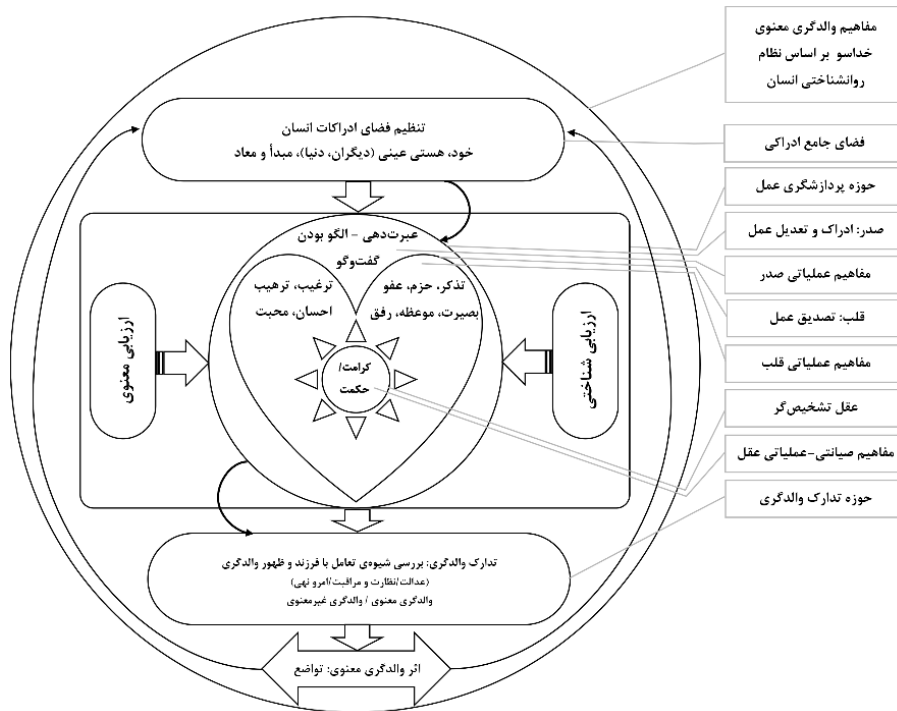 مفاهیم والدگری معنوی
خداسو بر اساس نظام
روانشناختی انسان
فضای جامع ادراکی
حوزه پردازشگری عمل
صدر: ادراک و تعدیل عمل
مفاهیم عملیاتی صدر
قلب: تصدیق عمل
مفاهیم عملیاتی قلب
عقل تشخیص‌گر
مفاهیم صیانتی-عملیاتی عقل
حوزه تدارک والدگری
تنظیم فضای ادراکات انسان
خود، هستی عینی (دیگران، دنیا)، مبدأ و معاد
عبرت‌دهی - الگو بودن
گفت‌وگو
تذکر، حزم، عفو
بصیرت، موعظه، رفق
ترغیب، ترهیب
احسان، محبت
کرامت/
حکمت
ارزیابی شناختی
ارزیابی معنوی
تدارک والدگری: بررسی شیوه‌ی تعامل با فرزند و ظهور والدگری
(عدالت/نظارت و مراقبت/امرو نهی)
والدگری معنوی / والدگری غیرمعنوی
اثر والدگری معنوی: تواضع